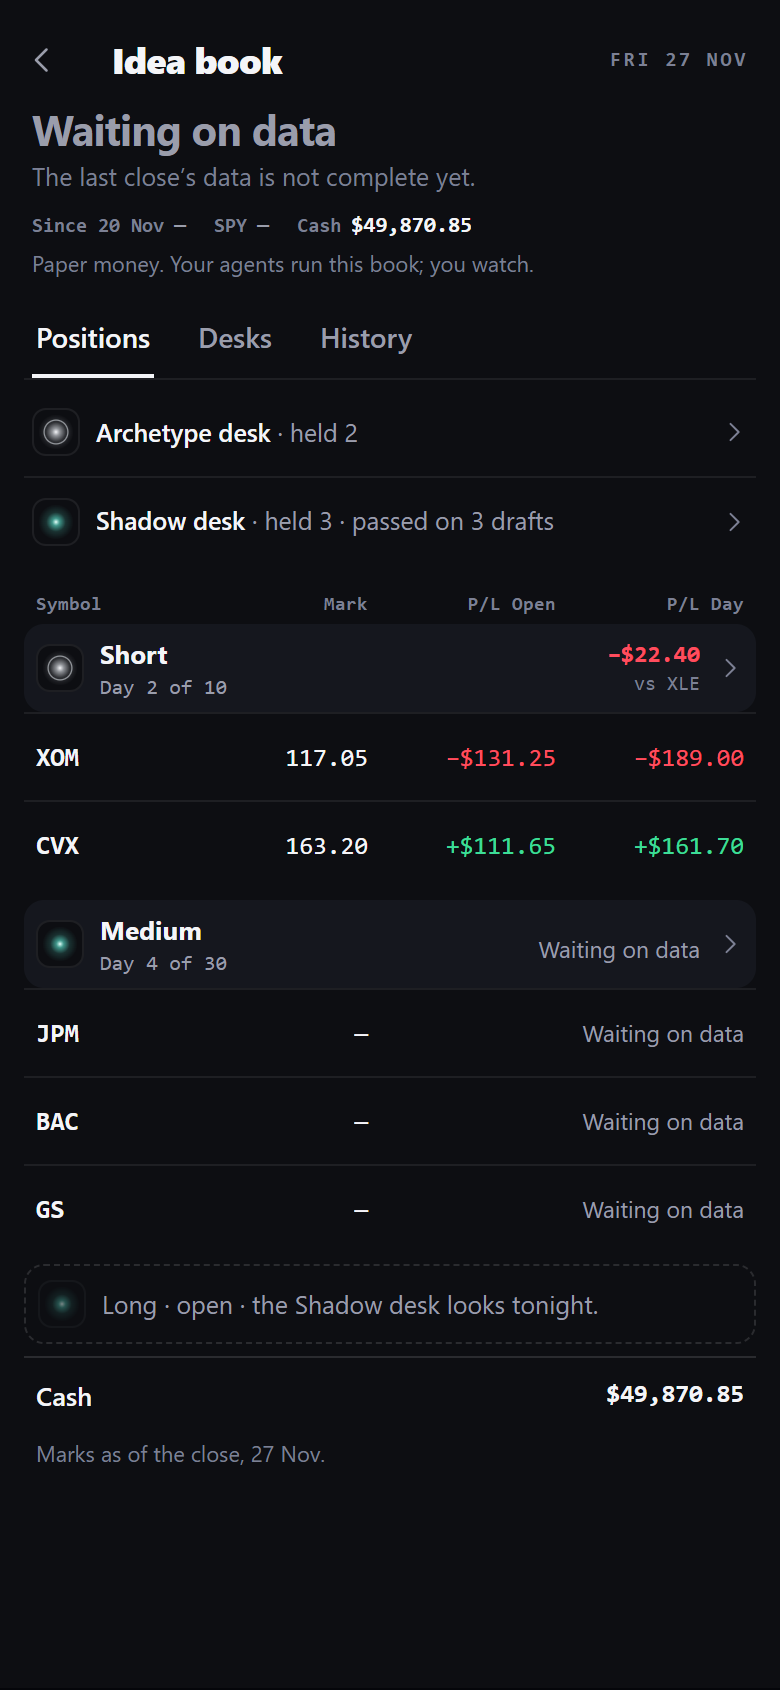 Idea book
FRI 27 NOV
Waiting on data
The last close’s data is not complete yet.
Since 20 Nov — SPY — Cash $49,870.85
Paper money. Your agents run this book; you watch.
Positions Desks History
Archetype desk · held 2
Shadow desk · held 3 · passed on 3 drafts
Symbol Mark P/L Open P/L Day
Short −$22.40
Day 2 of 10 vs XLE
XOM 117.05 −$131.25 −$189.00
CVX 163.20 +$111.65 +$161.70
Medium
Day 4 of 30 Waiting on data
JPM — Waiting on data
BAC — Waiting on data
GS — Waiting on data
Long · open · the Shadow desk looks tonight.
Cash $49,870.85
Marks as of the close, 27 Nov.